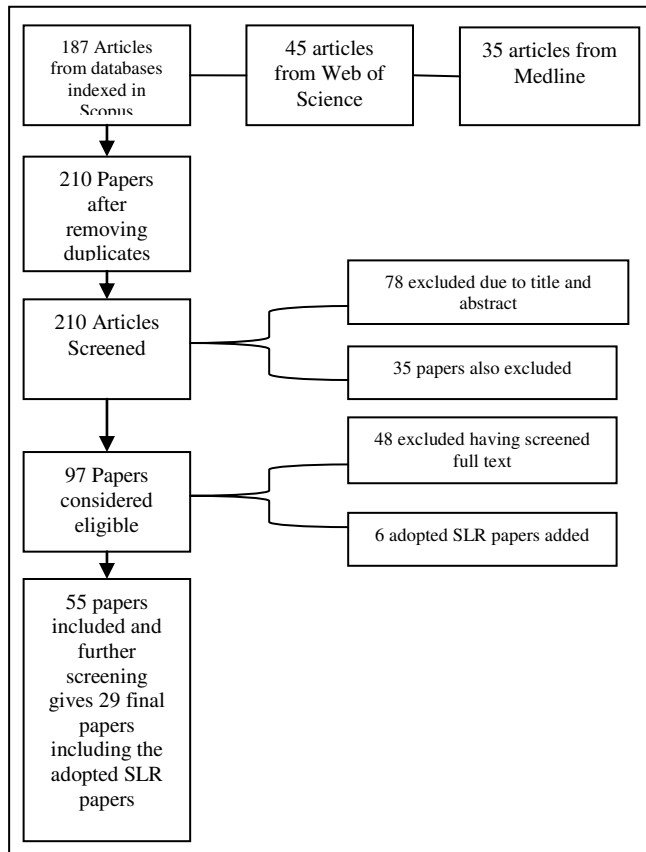 187 Articles
from databases
indexed in
Scopus
45 articles
from Web of
Science
35 articles from
Medline
210 Papers
after
removing
duplicates
210 Articles
Screened
78 excluded due to title and
abstract
35 papers also excluded
97 Papers
considered
eligible
48 excluded having screened
full text
6 adopted SLR papers added
55 papers
included and
further
screening
gives 29 final
papers
including the
adopted SLR
papers